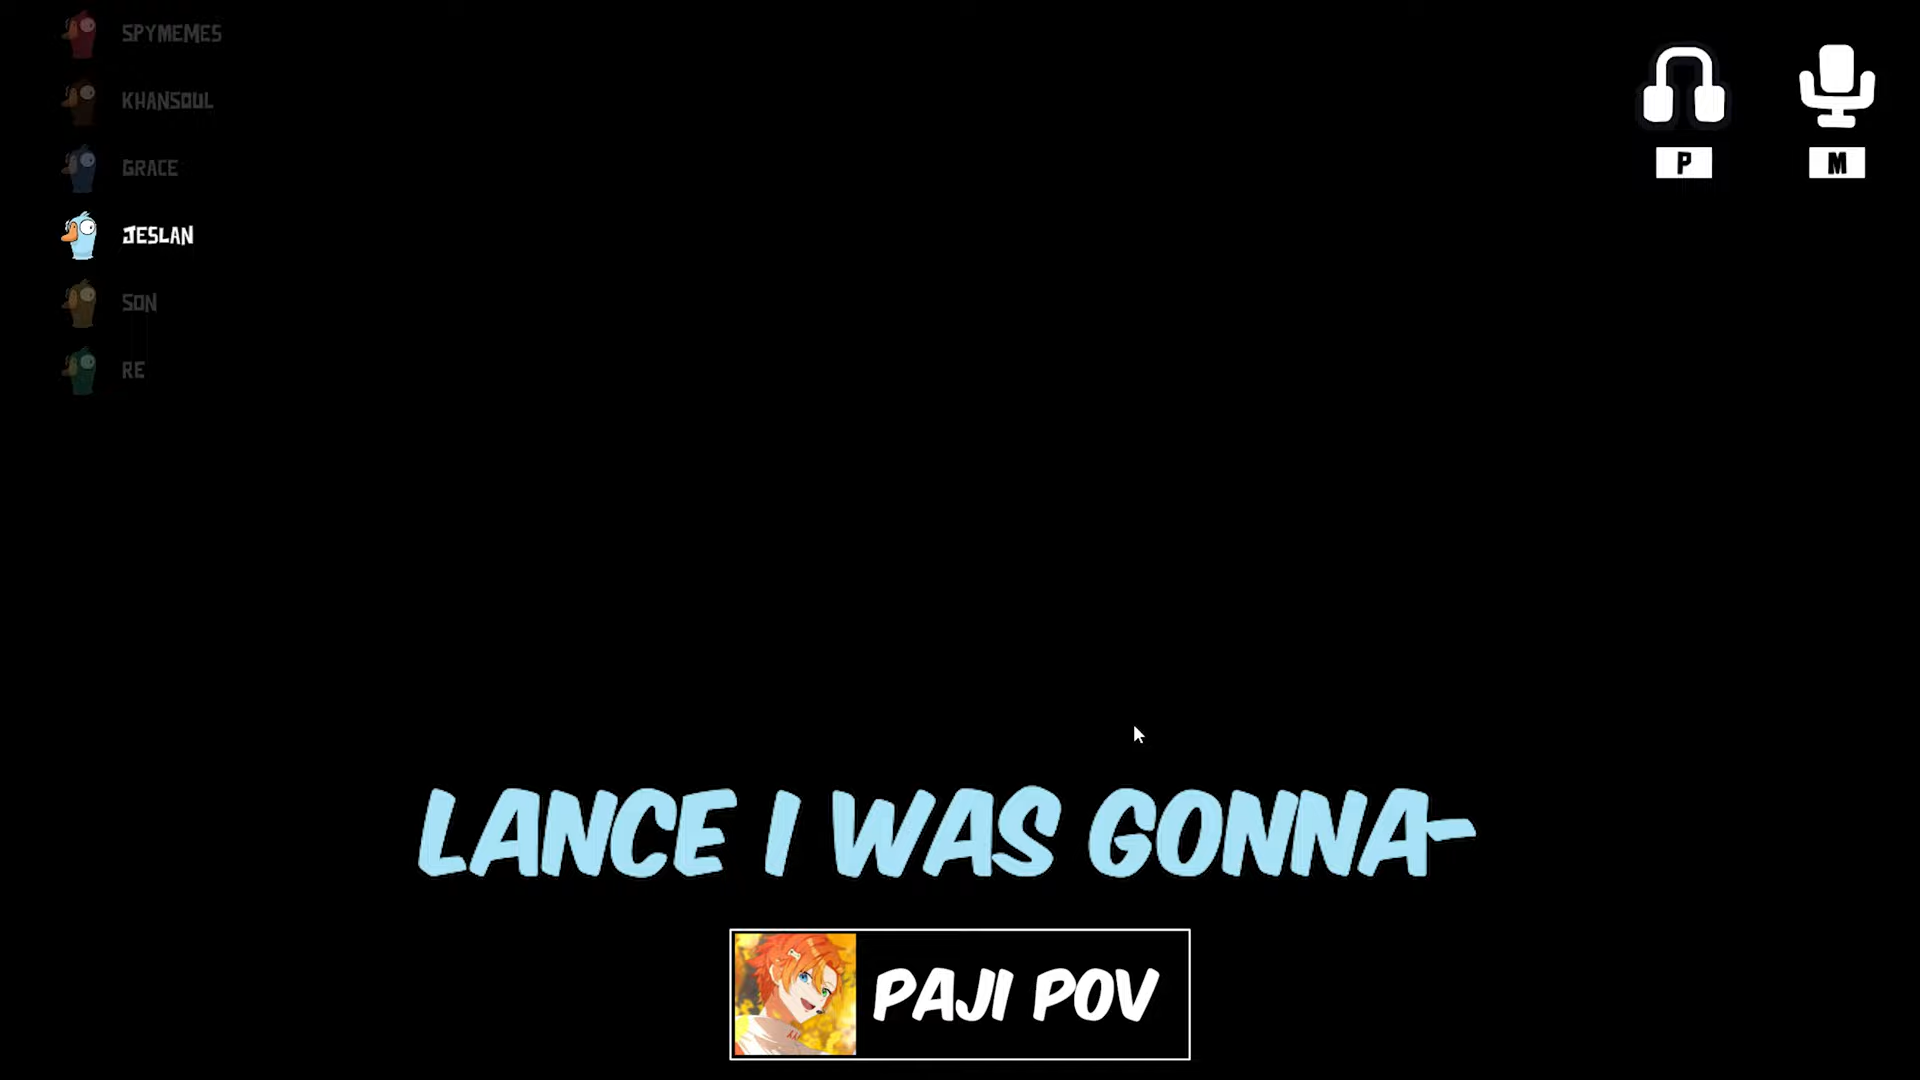 SPYMEMES
KHANSOUL
GRACE
JESLAN
SON
RE
P
M
LANCE I WAS GONNA-
PAJI POV